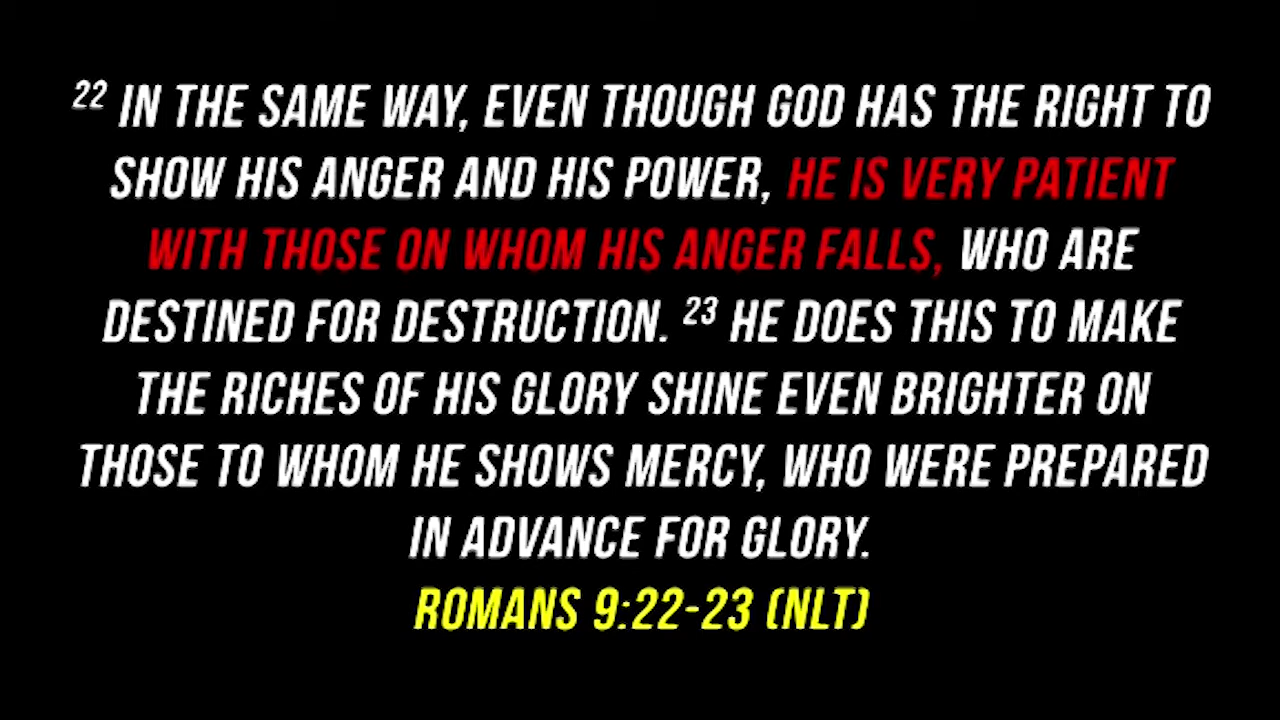 22 IN THE SAME WAY, EVEN THOUGH GOD HAS THE RIGHT TO
SHOW HIS ANGER AND HIS POWER, HE IS VERY PATIENT
WITH THOSE ON WHOM HIS ANGER FALLS, WHO ARE
DESTINED FOR DESTRUCTION. 23 HE DOES THIS TO MAKE
THE RICHES OF HIS GLORY SHINE EVEN BRIGHTER ON
THOSE TO WHOM HE SHOWS MERCY, WHO WERE PREPARED
IN ADVANCE FOR GLORY.
ROMANS 9:22-23 (NLT)